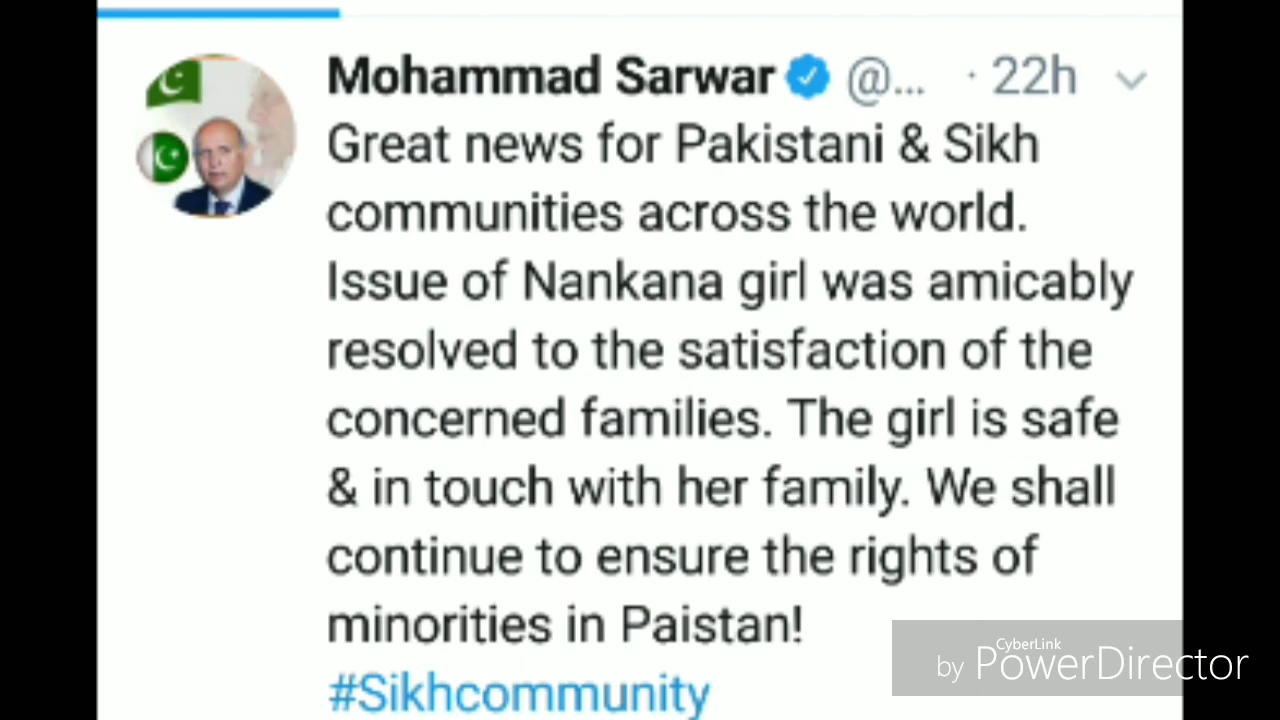 Mohammad Sarwar @... · 22h
Great news for Pakistani & Sikh
communities across the world.
Issue of Nankana girl was amicably
resolved to the satisfaction of the
concerned families. The girl is safe
& in touch with her family. We shall
continue to ensure the rights of
minorities in Paistan!
#Sikhcommunity
CyberLink
by PowerDirector